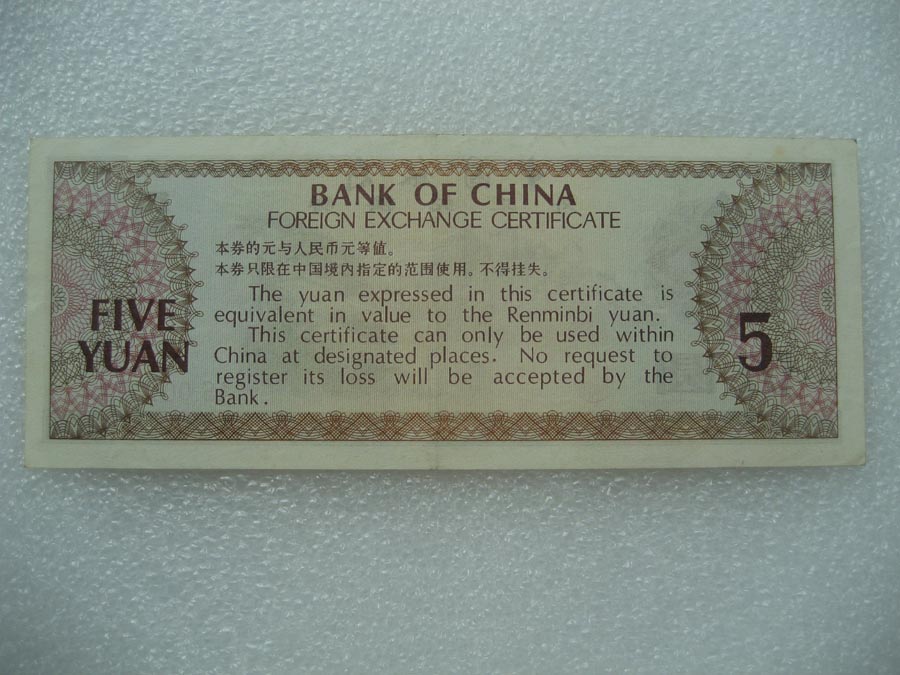 BANK OF CHINA
FOREIGN EXCHANGE CERTIFICATE
本券的元与人民币元等值。
本券只限在中国境内指定的范围使用。不得挂失。
The yuan expressed in this certificate is
equivalent in value to the Renminbi yuan.
This certificate can only be used within
China at designated places. No request to
register its loss will be accepted by the
Bank.
FIVE
YUAN
5